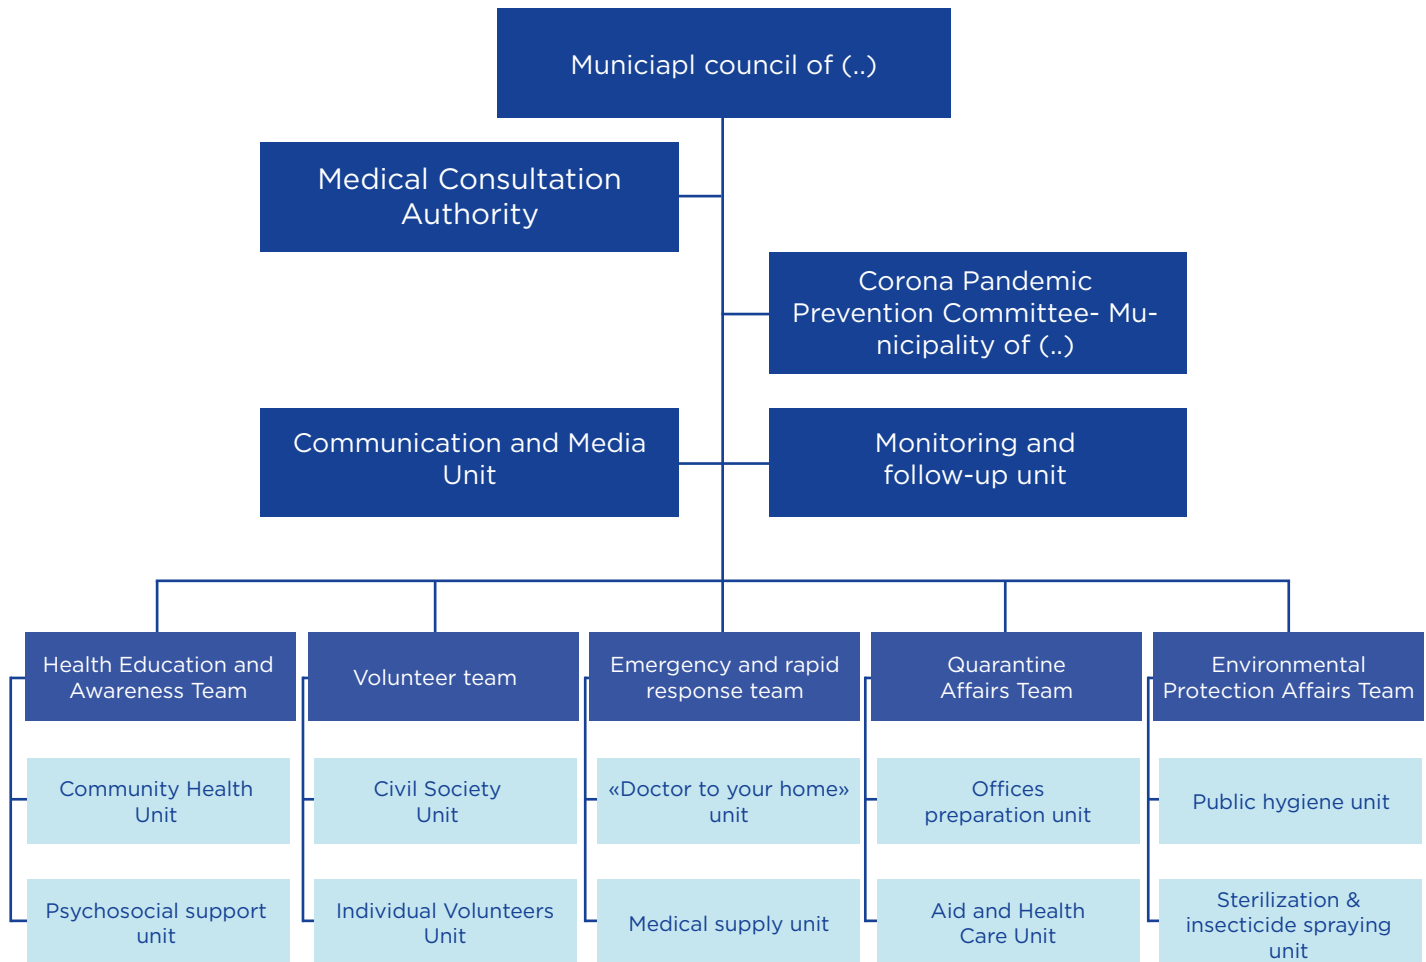 Municiapl council of (..)
Medical Consultation
Authority
Corona Pandemic
Prevention Committee- Mu-
nicipality of (..)
Communication and Media
Unit
Monitoring and
follow-up unit
Health Education and
Awareness Team
Volunteer team
Emergency and rapid
response team
Quarantine
Affairs Team
Environmental
Protection Affairs Team
Community Health
Unit
Civil Society
Unit
«Doctor to your home»
unit
Offices
preparation unit
Public hygiene unit
Psychosocial support
unit
Individual Volunteers
Unit
Medical supply unit
Aid and Health
Care Unit
Sterilization &
insecticide spraying
unit